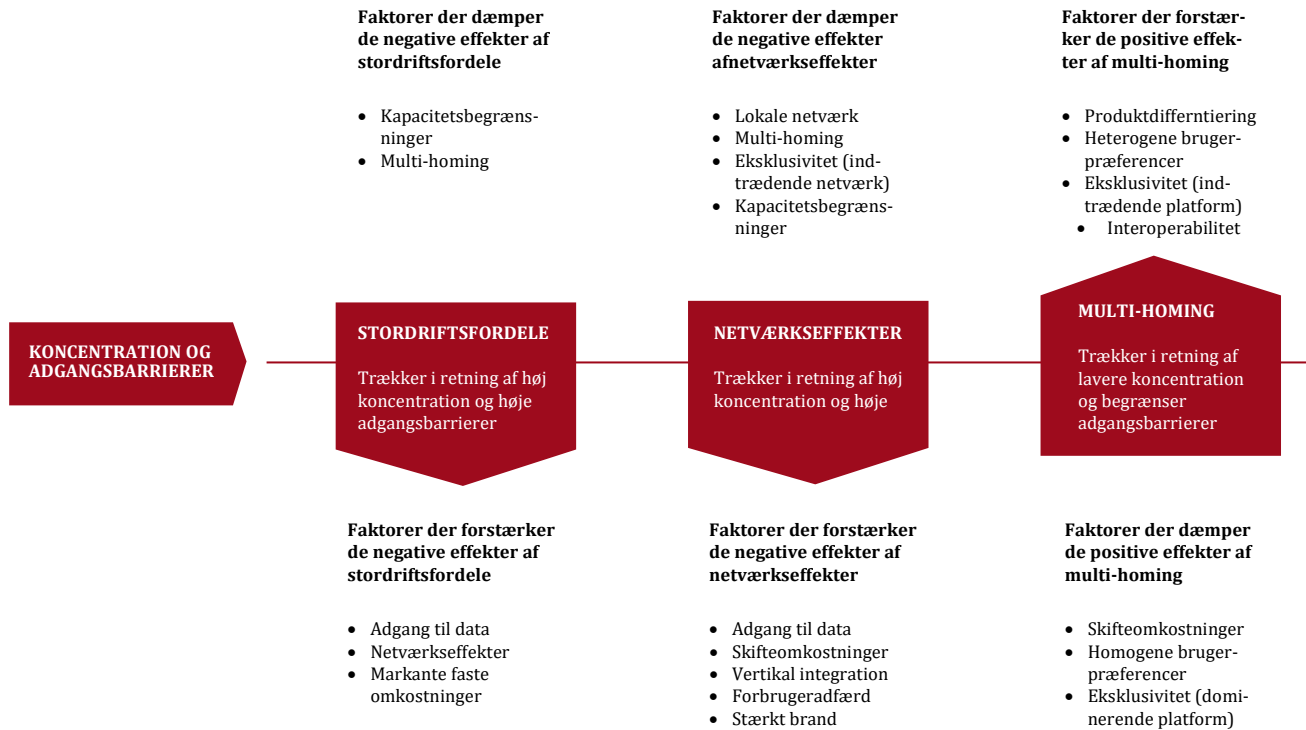 Faktorer der dæmper
de negative effekter af
stordriftsfordele
• Kapacitetsbegræns-
ninger
• Multi-homing
Faktorer der dæmper
de negative effekter
afnetværkseffekter
• Lokale netværk
• Multi-homing
• Eksklusivitet (ind-
trædende netværk)
• Kapacitetsbegræns-
ninger
Faktorer der forstær-
ker de positive effek-
ter af multi-homing
• Produktdifferntiering
• Heterogene bruger-
præferencer
• Eksklusivitet (ind-
trædende platform)
• Interoperabilitet
KONCENTRATION OG
ADGANGSBARRIERER
STORDRIFTSFORDELE
Trækker i retning af høj
koncentration og høje
adgangsbarrierer
NETVÆRKSEFFEKTER
Trækker i retning af høj
koncentration og høje
MULTI-HOMING
Trækker i retning af
lavere koncentration
og begrænser
adgangsbarrierer
Faktorer der forstærker
de negative effekter af
stordriftsfordele
• Adgang til data
• Netværkseffekter
• Markante faste
omkostninger
Faktorer der forstærker
de negative effekter af
netværkseffekter
• Adgang til data
• Skifteomkostninger
• Vertikal integration
• Forbrugeradfærd
• Stærkt brand
Faktorer der dæmper
de positive effekter af
multi-homing
• Skifteomkostninger
• Homogene bruger-
præferencer
• Eksklusivitet (domi-
nerende platform)